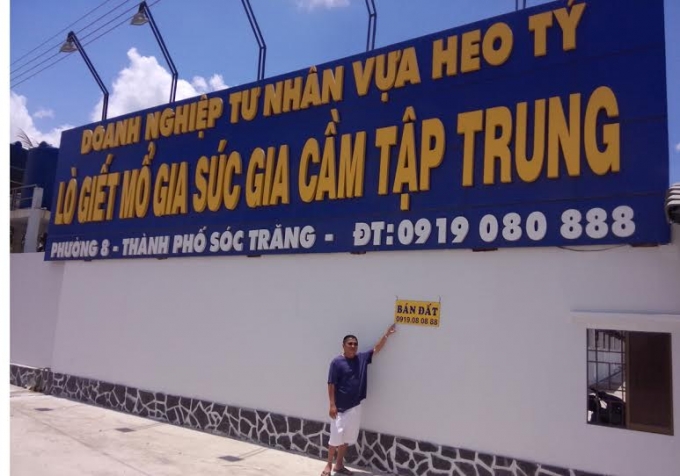 DOANH NGHIỆP TƯ NHÂN VỰA HEO TÝ
LÒ GIẾT MỔ GIA SÚC GIA CẦM TẬP TRUNG
PHƯỜNG 8 - THÀNH PHỐ SÓC TRĂNG - ĐT:0919 080 888
BÁN ĐẤT
0919.08 08 88